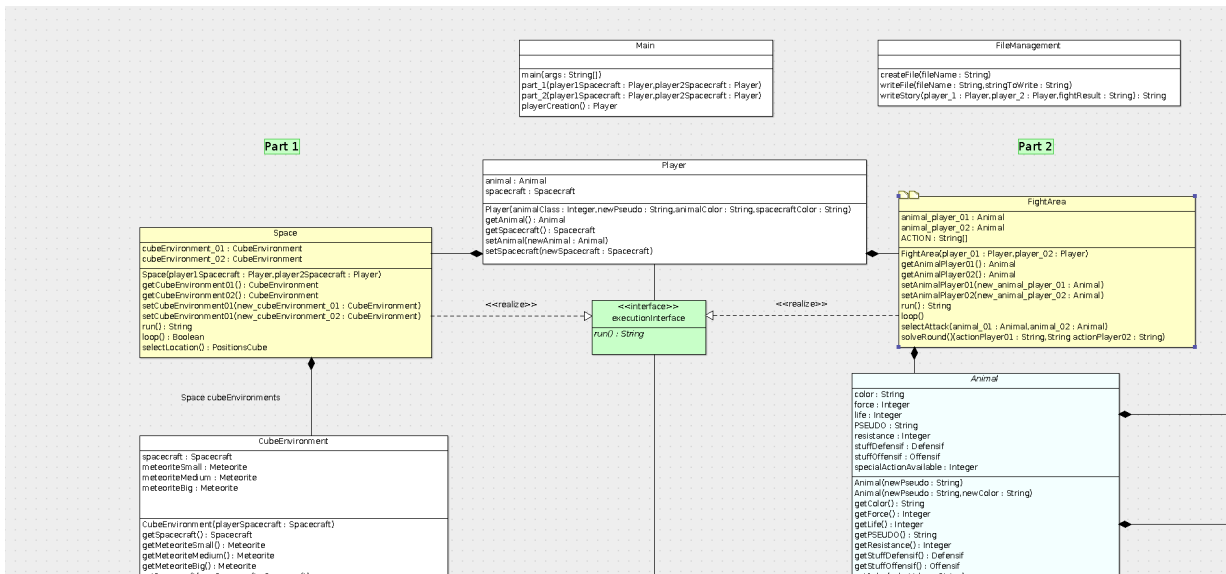 Main
main(args : String[])
part_1(player1Spacecraft : Player,player2Spacecraft : Player)
part_2(player1Spacecraft : Player,player2Spacecraft : Player)
playerCreation() : Player
FileManagement
createFile(fileName : String)
writeFile(fileName : String,stringToWrite : String)
writeStory(player_1 : Player,player_2 : Player,fightResult : String) : String
Part 1
Part 2
Player
animal : Animal
spacecraft : Spacecraft
Player(animalClass : Integer,newPseudo : String,animalColor : String,spacecraftColor : String)
getAnimal() : Animal
getSpacecraft() : Spacecraft
setAnimal(newAnimal : Animal)
setSpacecraft(newSpacecraft : Spacecraft)
Space
cubeEnvironment_01 : CubeEnvironment
cubeEnvironment_02 : CubeEnvironment
Space(player1Spacecraft : Player,player2Spacecraft : Player)
getCubeEnvironment01() : CubeEnvironment
getCubeEnvironment02() : CubeEnvironment
setCubeEnvironment01(new_cubeEnvironment_01 : CubeEnvironment)
setCubeEnvironment01(new_cubeEnvironment_02 : CubeEnvironment)
run() : String
loop() : Boolean
selectLocation() : PositionsCube
<<realize>>
<<interface>>
executionInterface
run() : String
<<realize>>
FightArea
animal_player_01 : Animal
animal_player_02 : Animal
ACTION : String[]
FightArea(player_01 : Player,player_02 : Player)
getAnimalPlayer01() : Animal
getAnimalPlayer02() : Animal
setAnimalPlayer01(new_animal_player_01 : Animal)
setAnimalPlayer02(new_animal_player_02 : Animal)
run() : String
loop()
selectAttack(animal_01 : Animal,animal_02 : Animal)
solveRound()(actionPlayer01 : String,String actionPlayer02 : String)
Space cubeEnvironments
CubeEnvironment
spacecraft : Spacecraft
meteoriteSmall : Meteorite
meteoriteMedium : Meteorite
meteoriteBig : Meteorite
CubeEnvironment(playerSpacecraft : Spacecraft)
getSpacecraft() : Spacecraft
getMeteoriteSmall() : Meteorite
getMeteoriteMedium() : Meteorite
getMeteoriteBig() : Meteorite
Animal
color : String
force : Integer
life : Integer
PSEUDO : String
resistance : Integer
stuffDefensif : Defensif
stuffOffensif : Offensif
specialActionAvailable : Integer
Animal(newPseudo : String)
Animal(newPseudo : String,newColor : String)
getColor() : String
getForce() : Integer
getLife() : Integer
getPSEUDO() : String
getResistance() : Integer
getStuffDefensif() : Defensif
getStuffOffensif() : Offensif